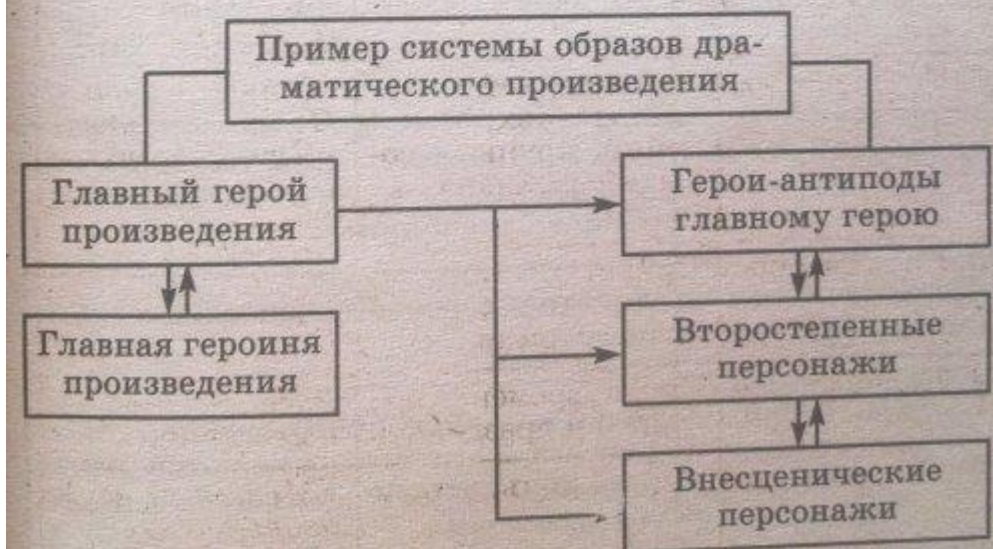 Пример системы образов дра-
матического произведения
Главный герой
произведения
Герои-антиподы
главному герою
Главная героиня
произведения
Второстепенные
персонажи
Внесценические
персонажи